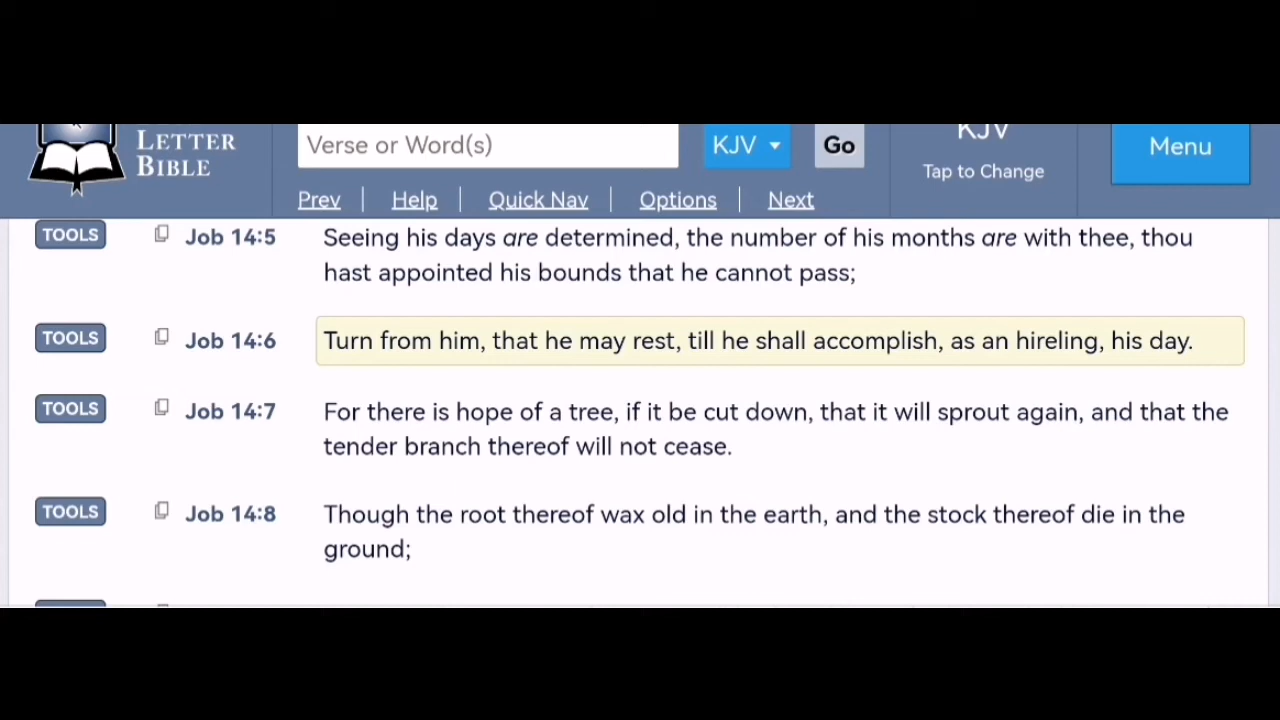 LETTER
BIBLE
Verse or Word(s)
KJV
Go
KJV
Tap to Change
Menu
Prev
Help
Quick Nav
Options
Next
TOOLS
Job 14:5
Seeing his days are determined, the number of his months are with thee, thou
hast appointed his bounds that he cannot pass;
TOOLS
Job 14:6
Turn from him, that he may rest, till he shall accomplish, as an hireling, his day.
TOOLS
Job 14:7
For there is hope of a tree, if it be cut down, that it will sprout again, and that the
tender branch thereof will not cease.
TOOLS
Job 14:8
Though the root thereof wax old in the earth, and the stock thereof die in the
ground;